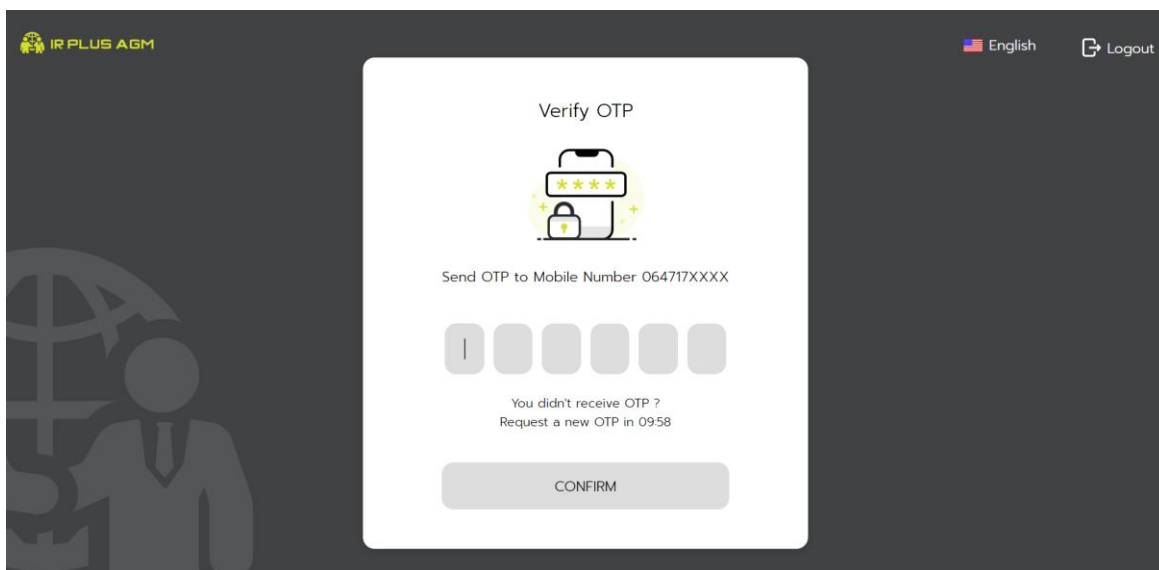 IR PLUS AGM
English
Logout
Verify OTP
****
Send OTP to Mobile Number 064717XXXX
You didn't receive OTP ?
Request a new OTP in 09:58
CONFIRM